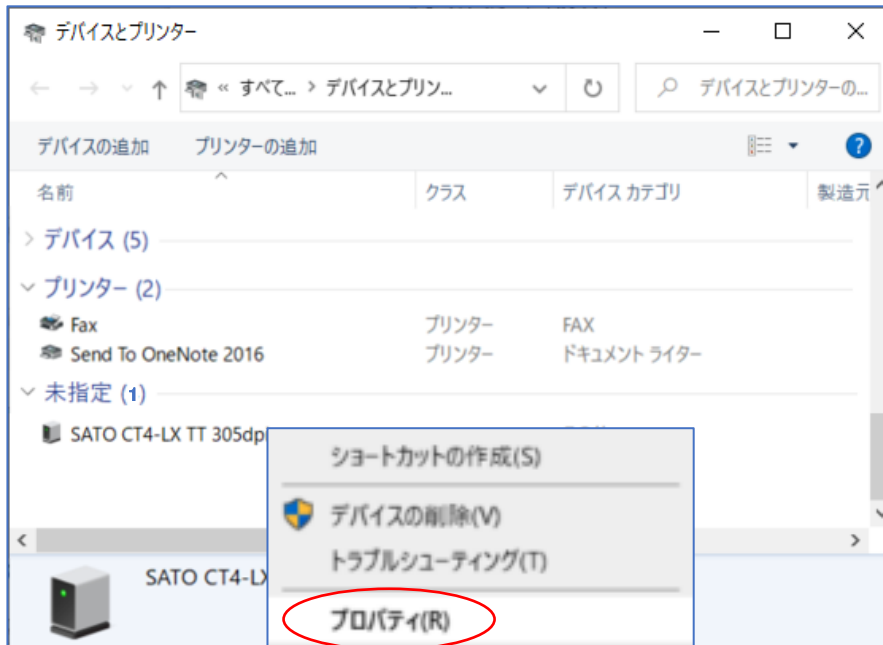 デバイスとプリンター
« すべて... > デバイスとプリン...
デバイスとプリンターの...
デバイスの追加 プリンターの追加
名前 クラス デバイス カテゴリ 製造元
デバイス (5)
プリンター (2)
Fax プリンター FAX
Send To OneNote 2016 プリンター ドキュメント ライター
未指定 (1)
SATO CT4-LX TT 305dp
ショートカットの作成(S)
デバイスの削除(V)
トラブルシューティング(T)
プロパティ(R)
SATO CT4-LX